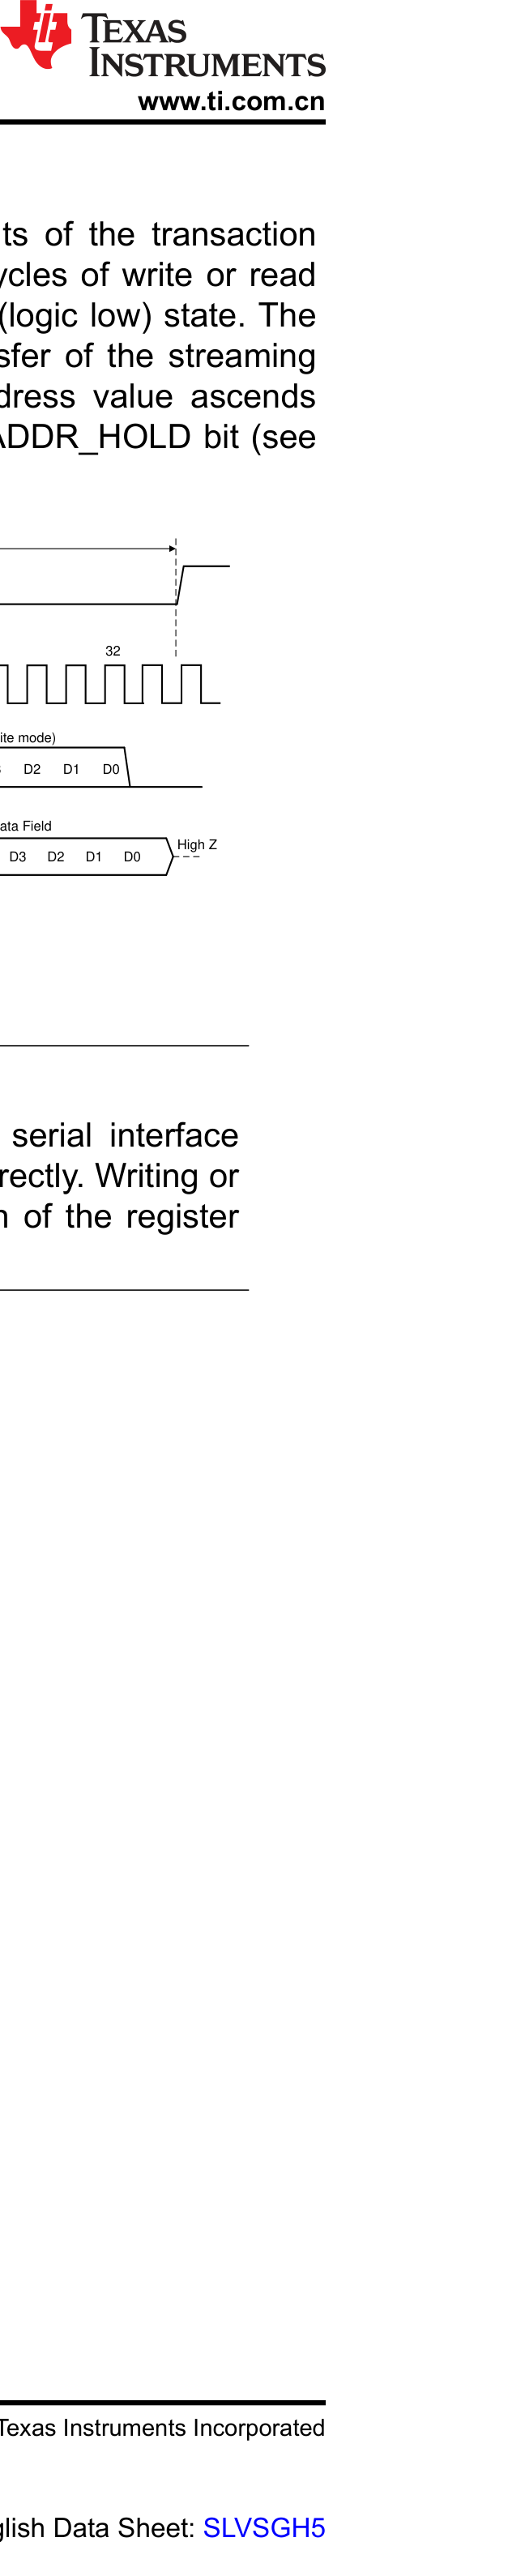 TEXAS
INSTRUMENTS
www.ti.com.cn
ts of the transaction
ycles of write or read
(logic low) state. The
sfer of the streaming
dress value ascends
ADDR_HOLD bit (see
32
ite mode)
D2 D1 D0
ata Field
High Z
D3 D2 D1 D0
serial interface
rectly. Writing or
n of the register
Texas Instruments Incorporated
glish Data Sheet: SLVSGH5